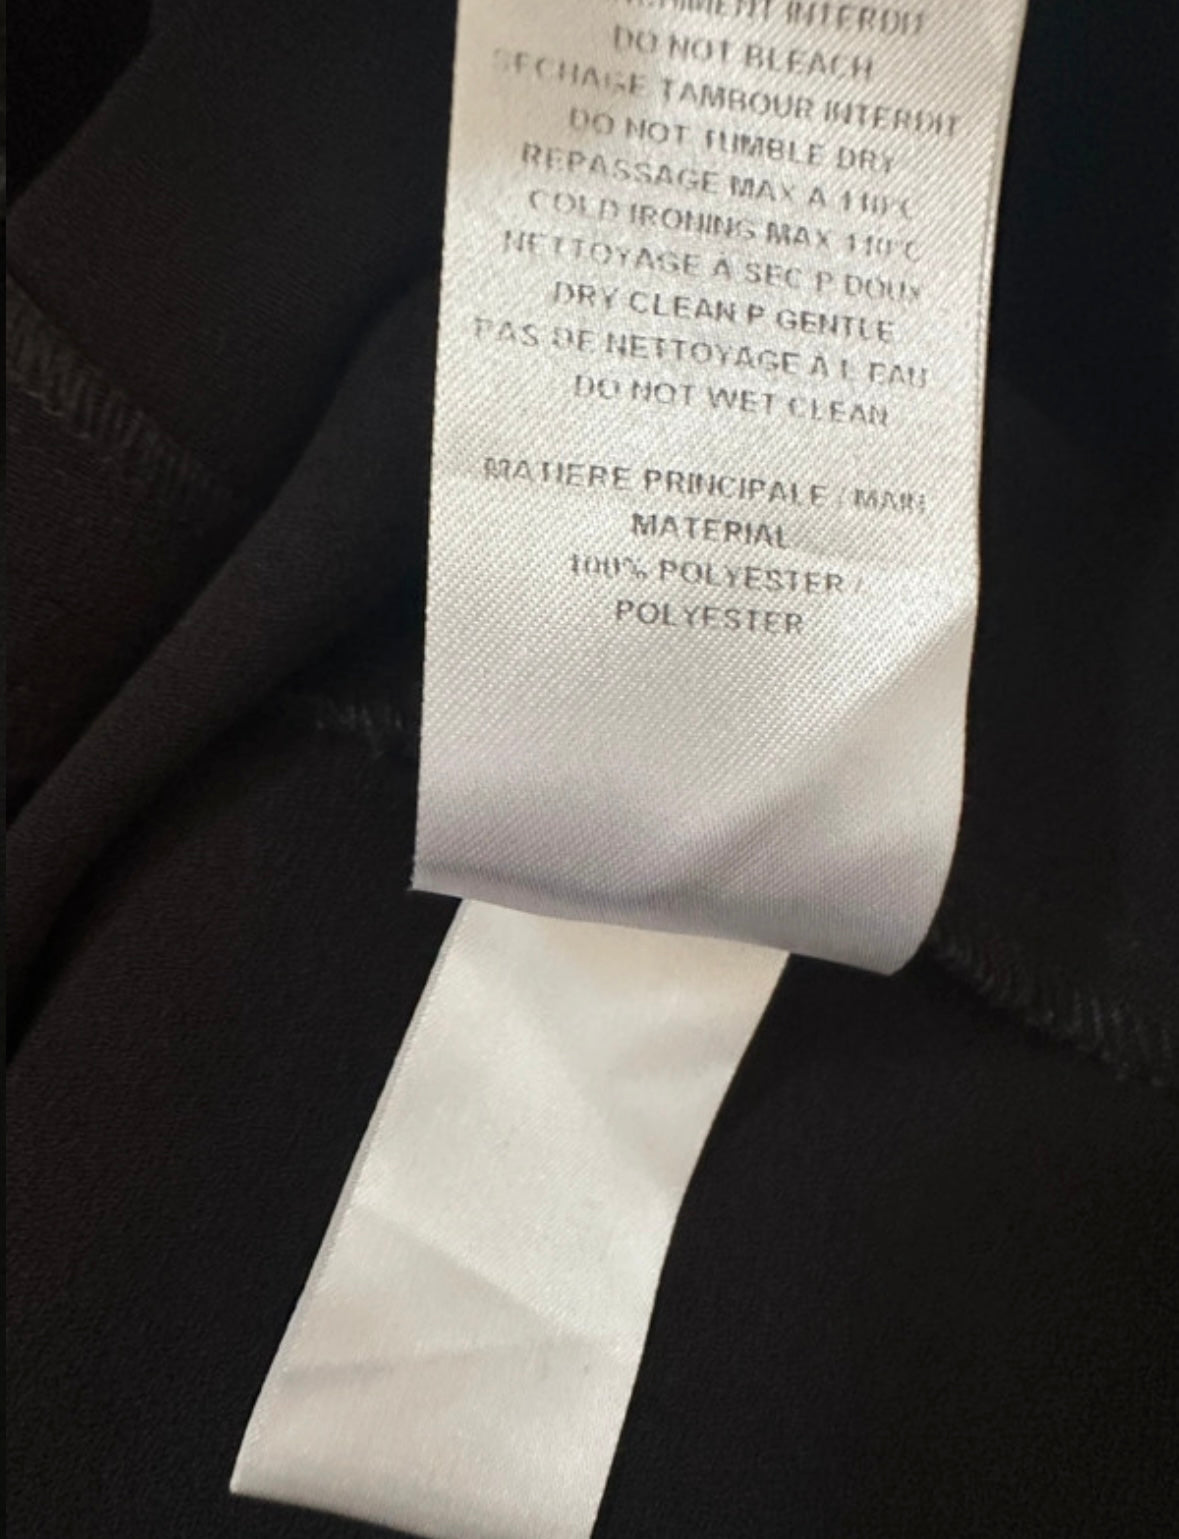 INTERDIT
DO NOT BLEACH
SECHAGE TAMBOUR INTERDIT
DO NOT TUMBLE DRY
REPASSAGE MAX A 110°C
COLD IRONING MAX 110°C
NETTOYAGE A SEC P DOUX
DRY CLEAN P GENTLE
PAS DE NETTOYAGE A L EAU
DO NOT WET CLEAN
MATIERE PRINCIPALE / MAIN
MATERIAL
100% POLYESTER /
POLYESTER